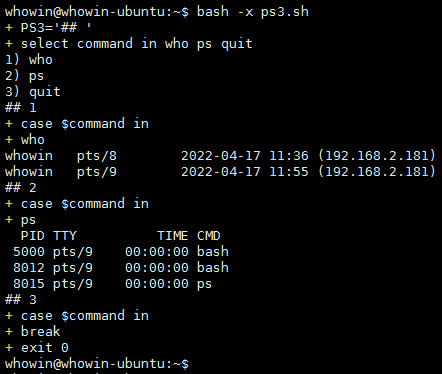 whowin@whowin-ubuntu:~$ bash -x ps3.sh
+ PS3='## '
+ select command in who ps quit
1) who
2) ps
3) quit
## 1
+ case $command in
+ who
whowin   pts/8        2022-04-17 11:36 (192.168.2.181)
whowin   pts/9        2022-04-17 11:55 (192.168.2.181)
## 2
+ case $command in
+ ps
  PID TTY          TIME CMD
 5000 pts/9    00:00:00 bash
 8012 pts/9    00:00:00 bash
 8015 pts/9    00:00:00 ps
## 3
+ case $command in
+ break
+ exit 0
whowin@whowin-ubuntu:~$